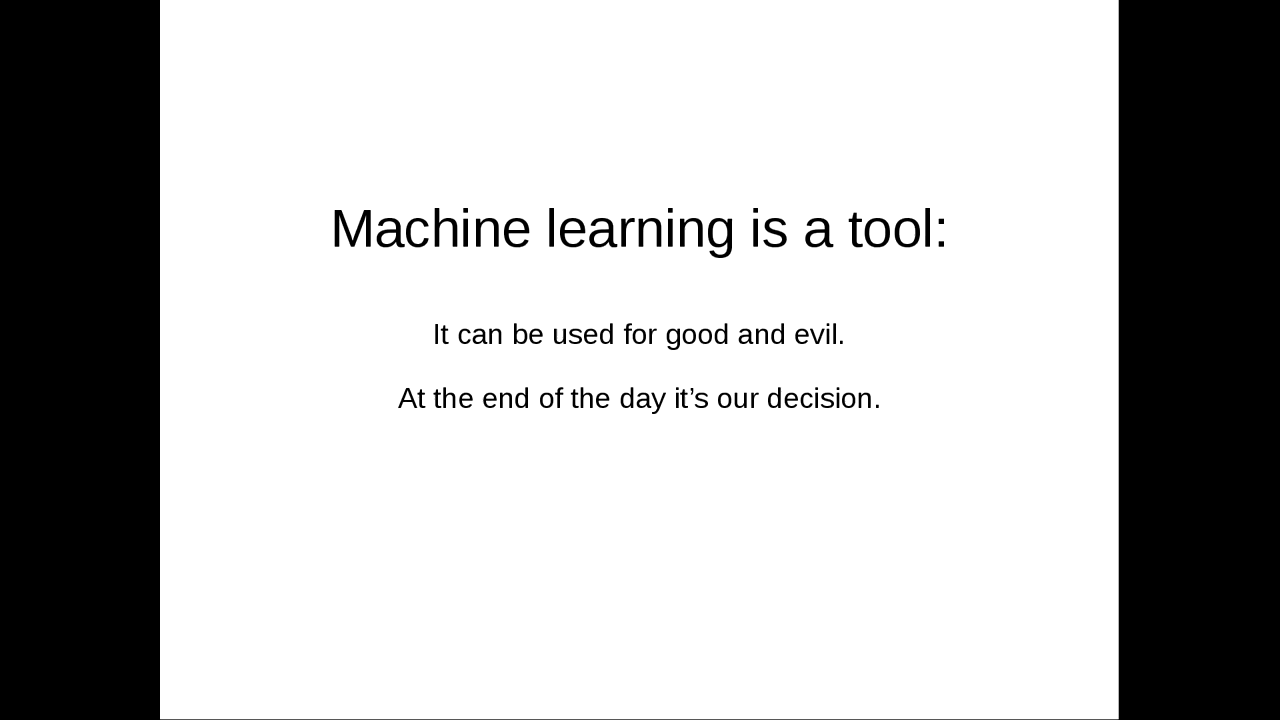 Machine learning is a tool:
It can be used for good and evil.
At the end of the day it’s our decision.